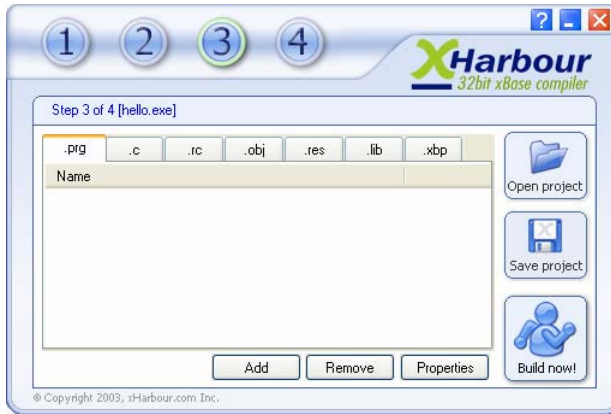 1 2 3 4
? 
XHarbour
32bit xBase compiler
Step 3 of 4 [hello.exe]
.prg .c .rc .obj .res .lib .xbp
Name
Open project
Save project
Add Remove Properties
Build now!
© Copyright 2003, xHarbour.com Inc.